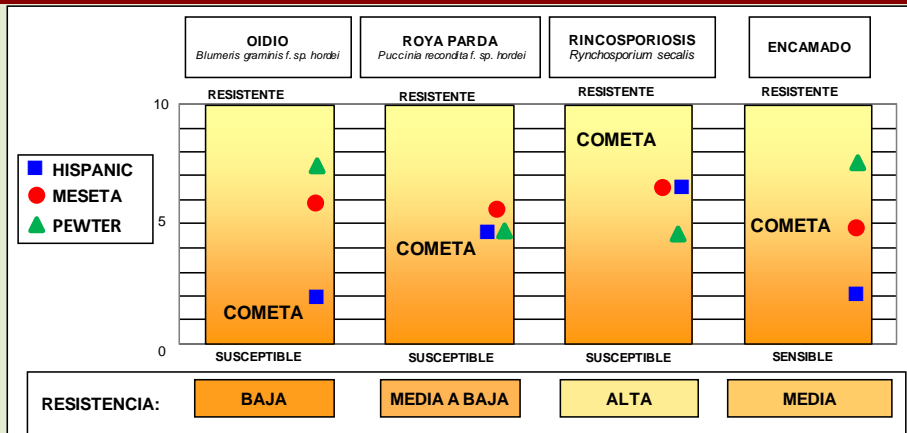 OIDIO
Blumeris graminis f. sp. hordei
ROYA PARDA
Puccinia recondita f. sp. hordei
RINCOSPORIOSIS
Rynchosporium secalis
ENCAMADO
RESISTENTE
RESISTENTE
RESISTENTE
RESISTENTE
10
5
0
HISPANIC
MESETA
PEWTER
COMETA
COMETA
COMETA
COMETA
SUSCEPTIBLE
SUSCEPTIBLE
SUSCEPTIBLE
SENSIBLE
RESISTENCIA:
BAJA
MEDIA A BAJA
ALTA
MEDIA